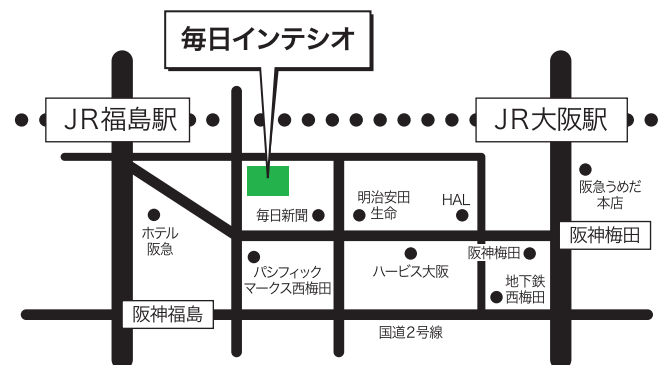 毎日インテシオ
JR福島駅
JR大阪駅
明治安田
生命
HAL
阪急うめだ
本店
毎日新聞
ホテル
阪急
阪神梅田
阪神梅田
パシフィック
マークス西梅田
ハービス大阪
地下鉄
西梅田
阪神福島
国道2号線